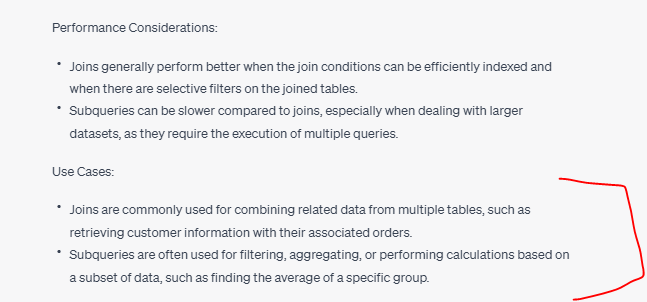 Performance Considerations:
• Joins generally perform better when the join conditions can be efficiently indexed and
when there are selective filters on the joined tables.
• Subqueries can be slower compared to joins, especially when dealing with larger
datasets, as they require the execution of multiple queries.
Use Cases:
• Joins are commonly used for combining related data from multiple tables, such as
retrieving customer information with their associated orders.
• Subqueries are often used for filtering, aggregating, or performing calculations based on
a subset of data, such as finding the average of a specific group.